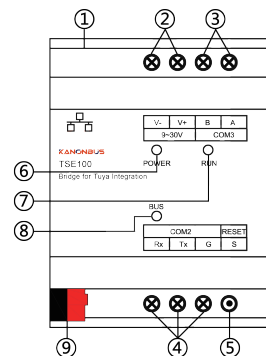 ① ② ③
V- V+ B A
9~30V COM3
KANONBUS
TSE100
Bridge for Tuya Integration
⑥ POWER RUN
⑦
⑧ BUS
COM2 RESET
Rx Tx G S
⑨ ④ ⑤